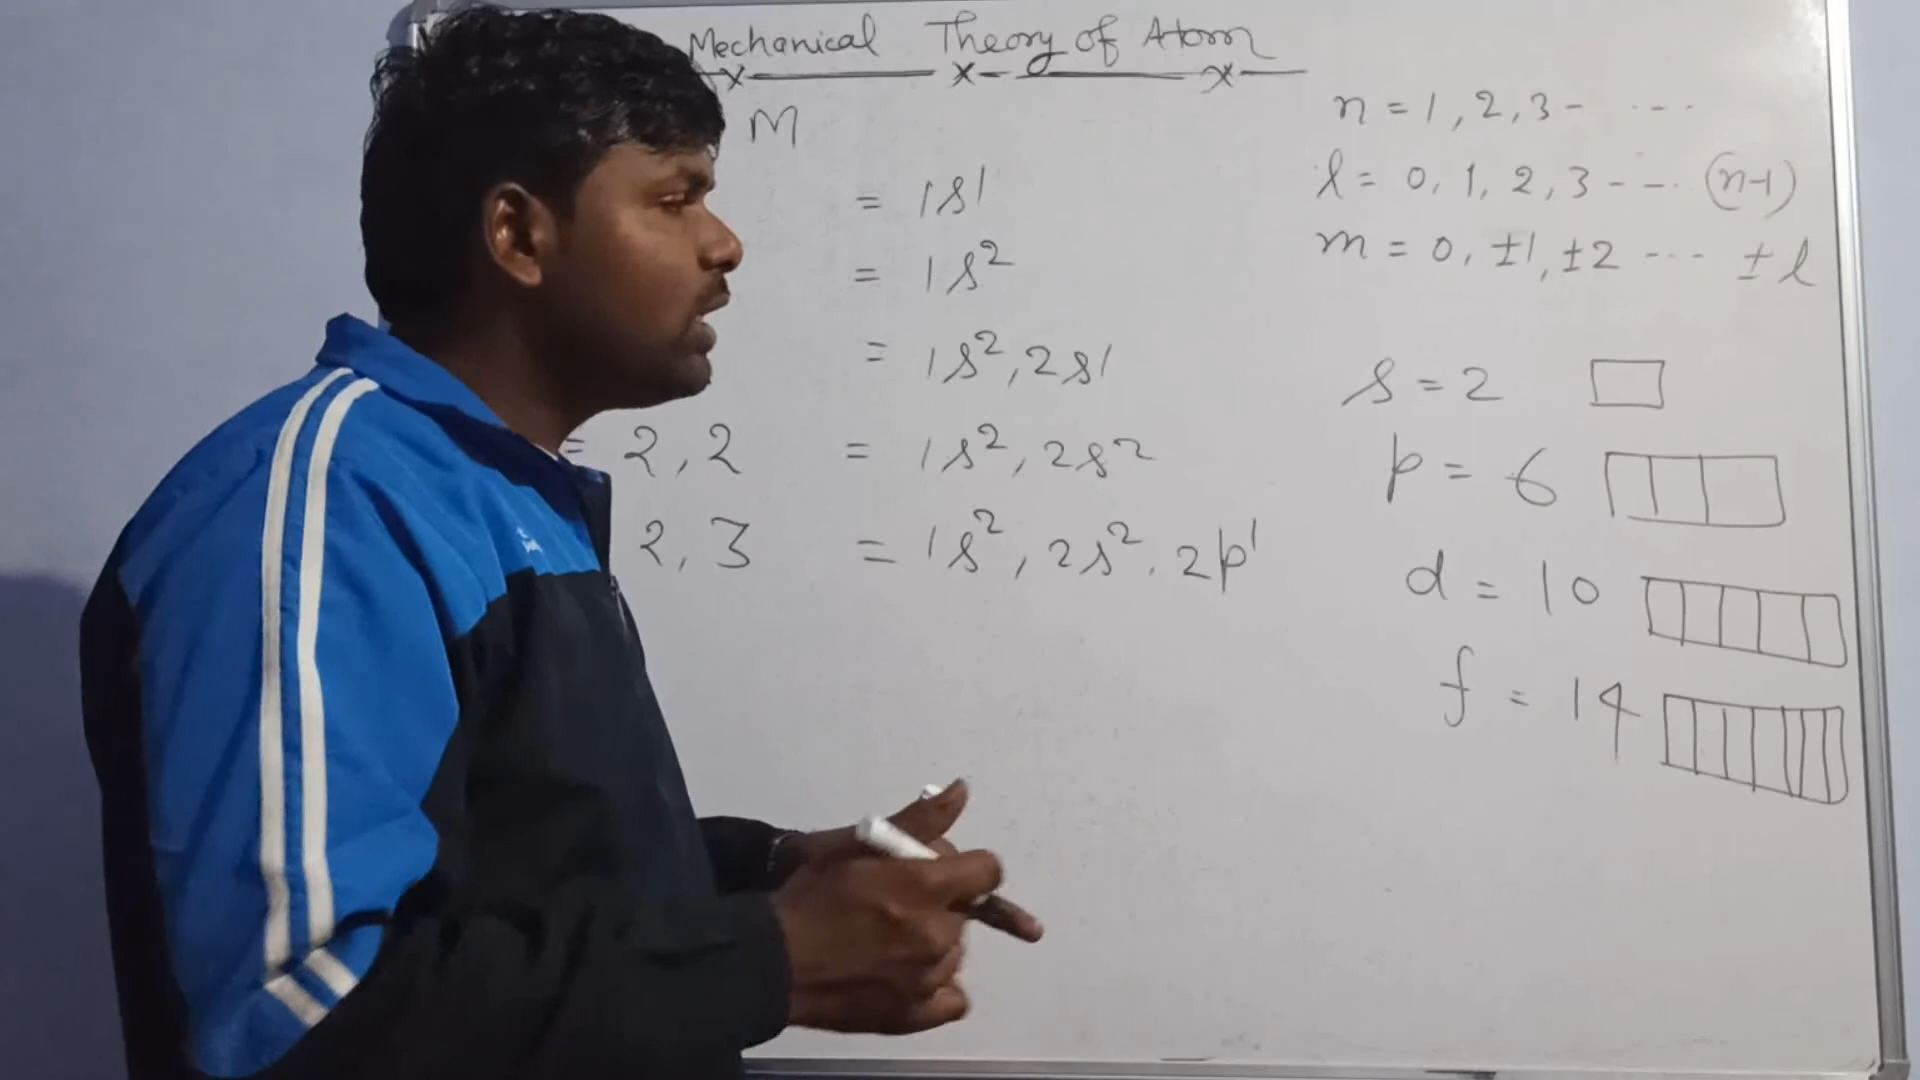 Mechanical Theory of Atom
M
= 1s¹
= 1s²
= 1s², 2s¹
= 2, 2 = 1s², 2s²
2, 3 = 1s², 2s², 2p¹
n = 1, 2, 3 - ---
l = 0, 1, 2, 3 - - -- (n-1)
m = 0, ±1, ±2 --- ± l
s = 2
p = 6
d = 10
f = 14